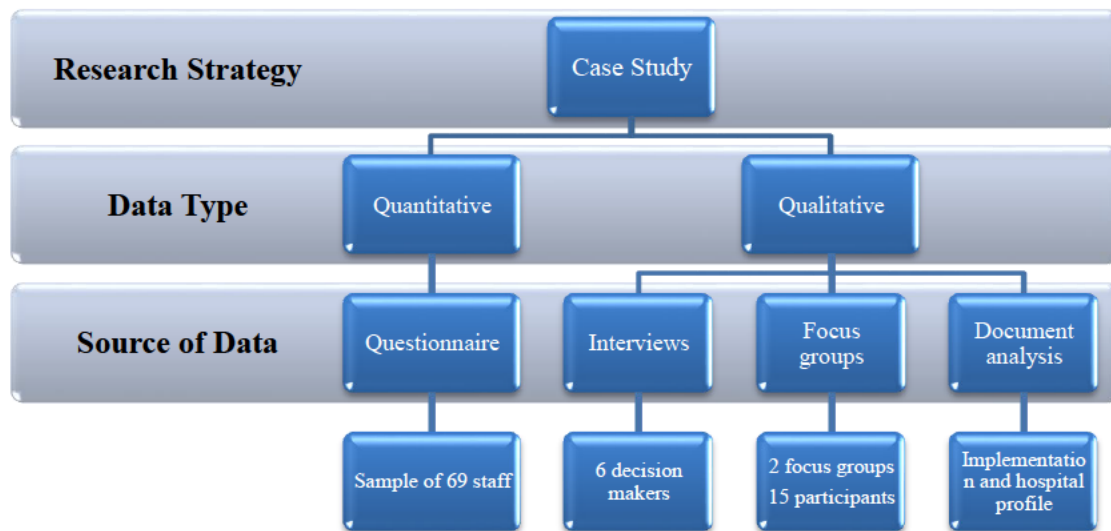 Research Strategy
Case Study
Data Type
Quantitative
Qualitative
Source of Data
Questionnaire
Interviews
Focus
groups
Document
analysis
Sample of 69 staff
6 decision
makers
2 focus groups
15 participants
Implementatio
n and hospital
profile